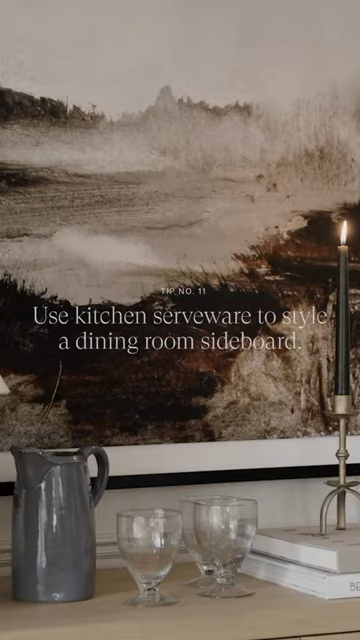 TIP NO. 11
Use kitchen serveware to style
a dining room sideboard.